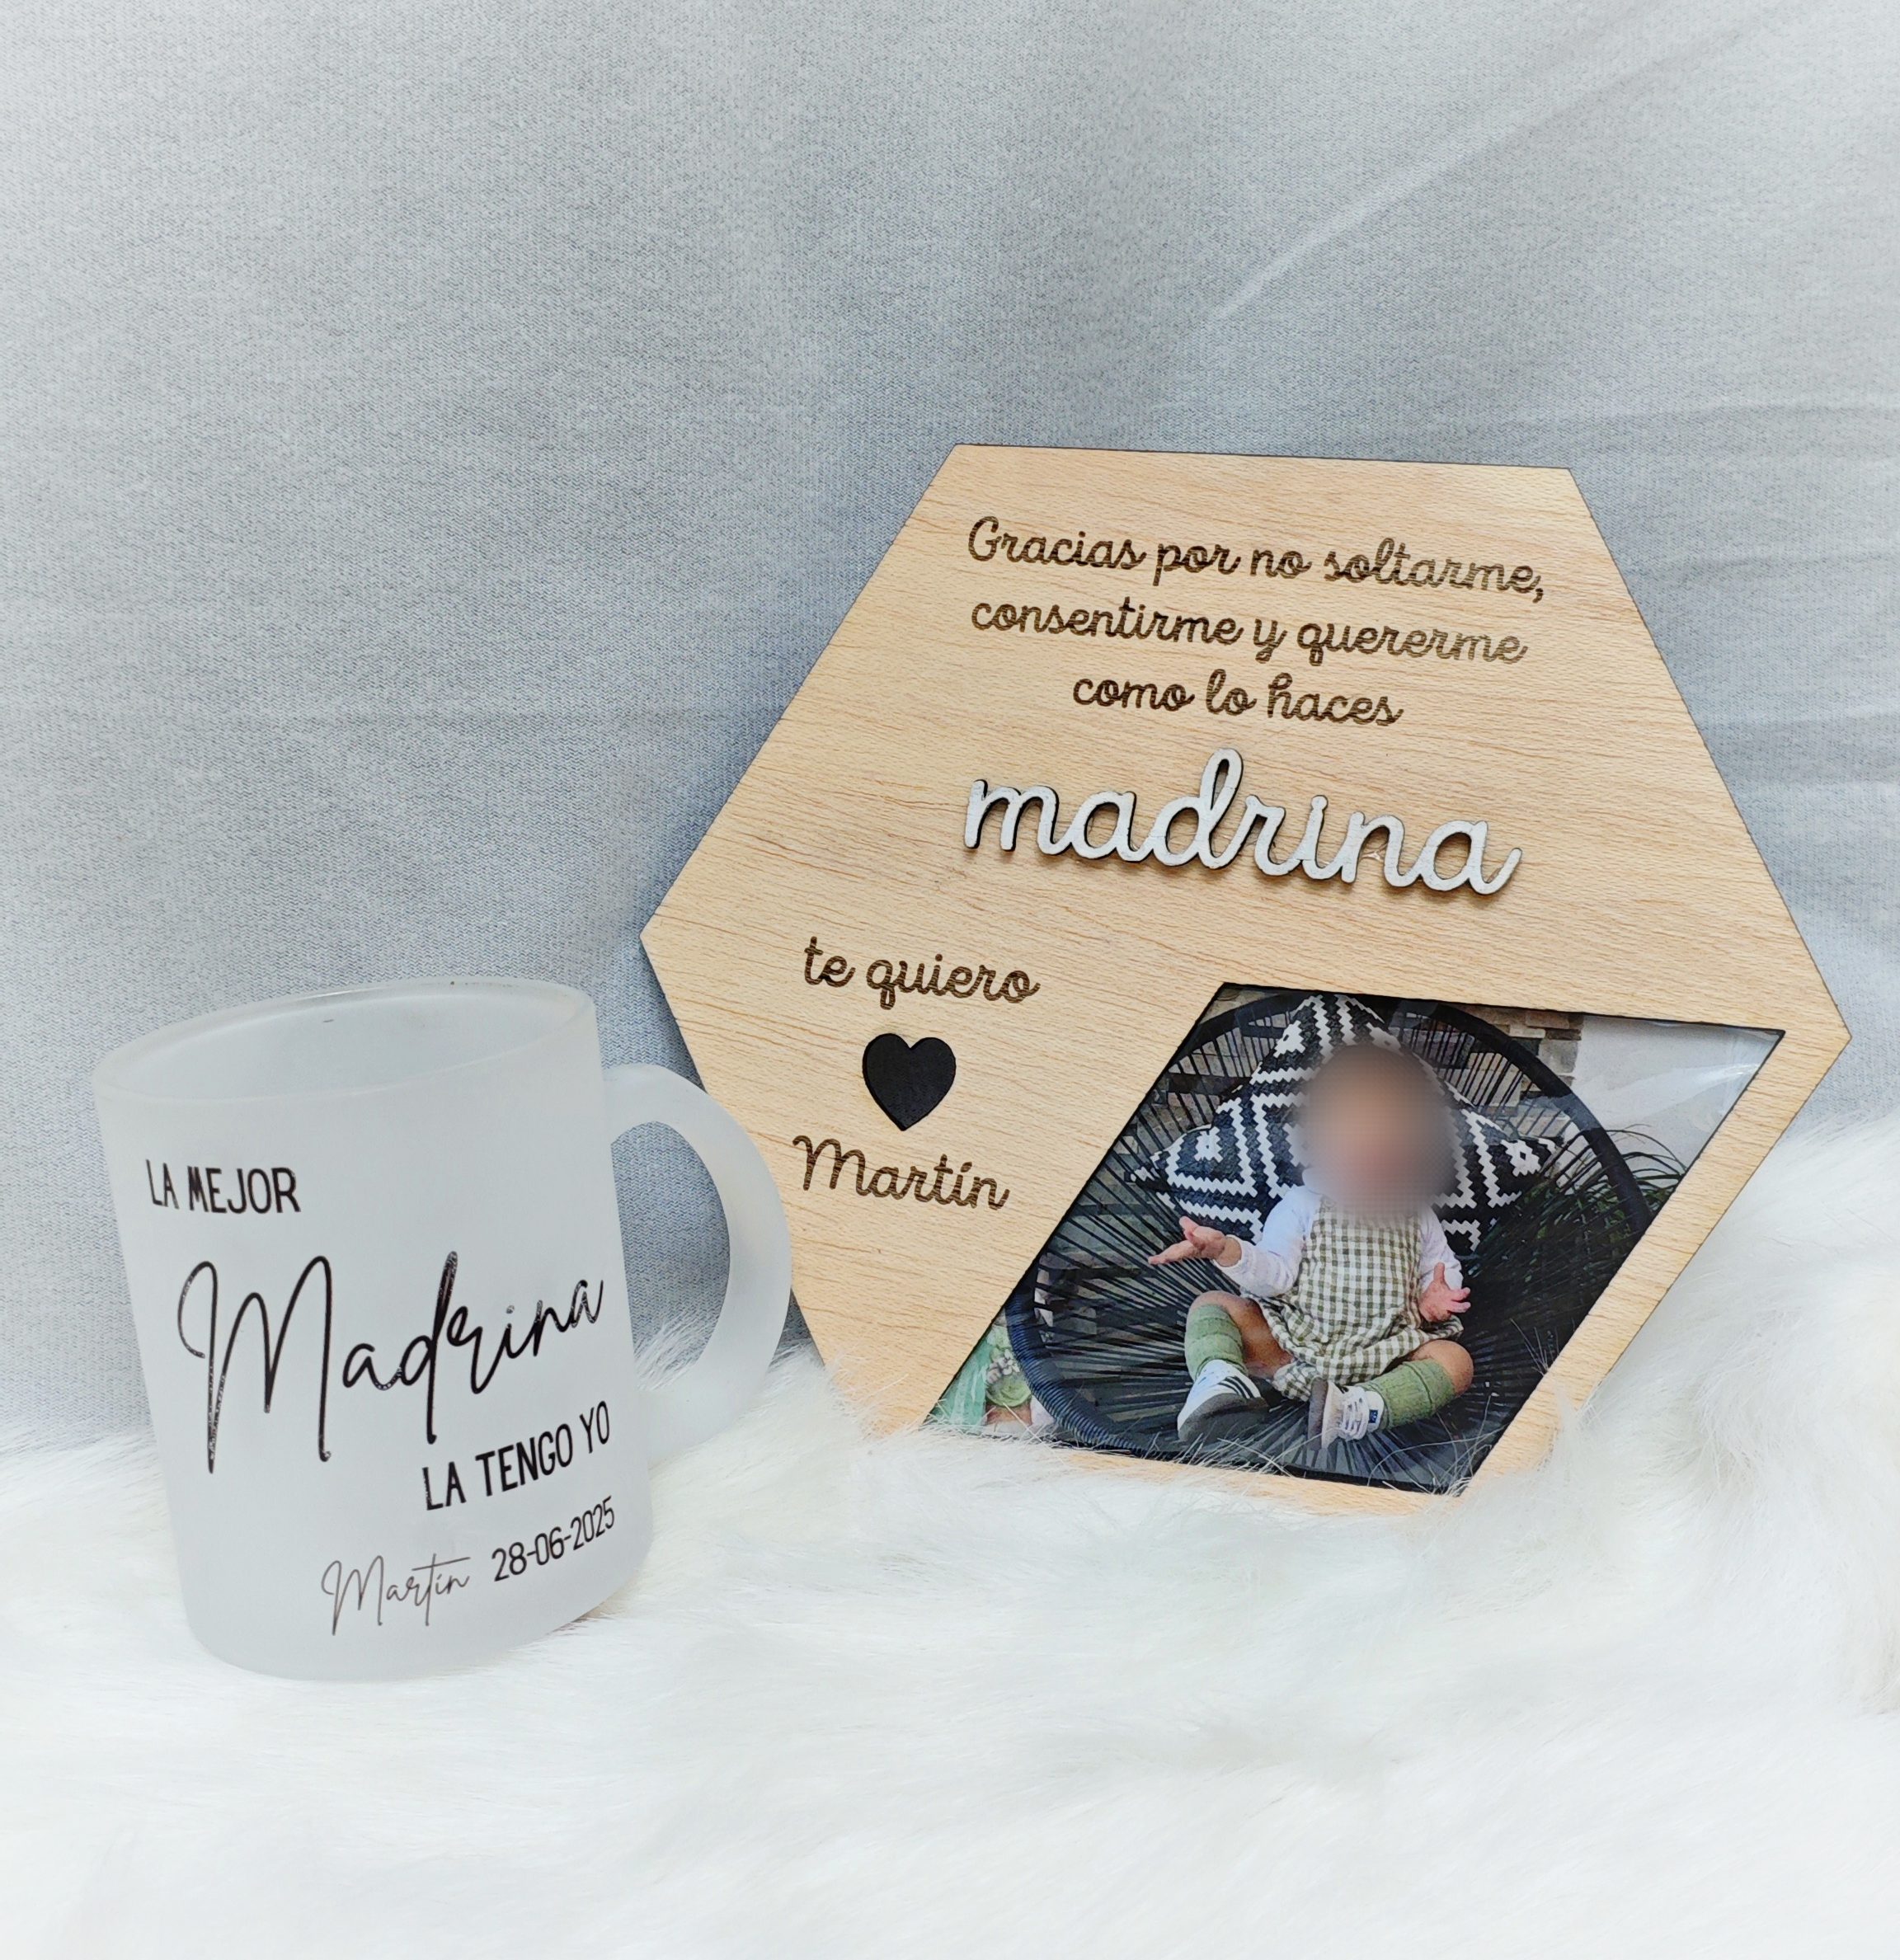 Gracias por no soltarme,
consentirme y quererme
como lo haces
madrina
te quiero
Martín
LA MEJOR
Madrina
LA TENGO YO
Martín 28-06-2025